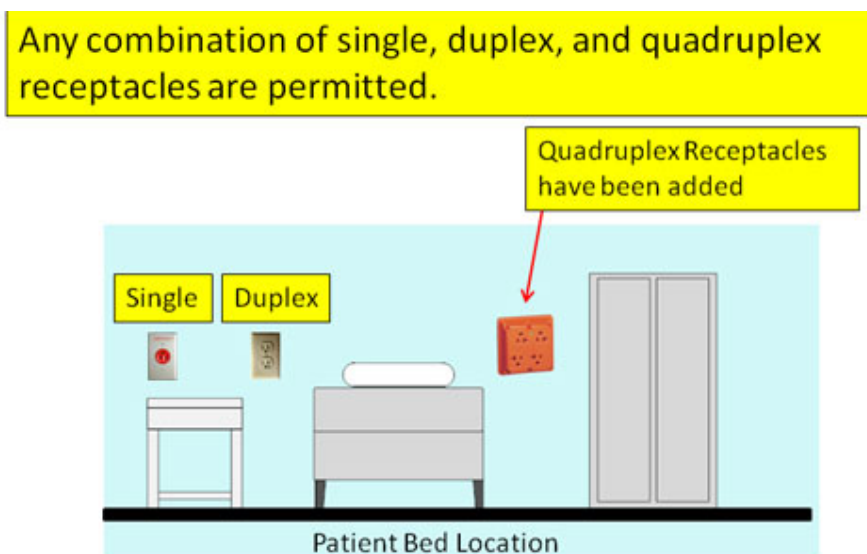 Any combination of single, duplex, and quadruplex
receptacles are permitted.
Quadruplex Receptacles
have been added
Single
Duplex
Patient Bed Location